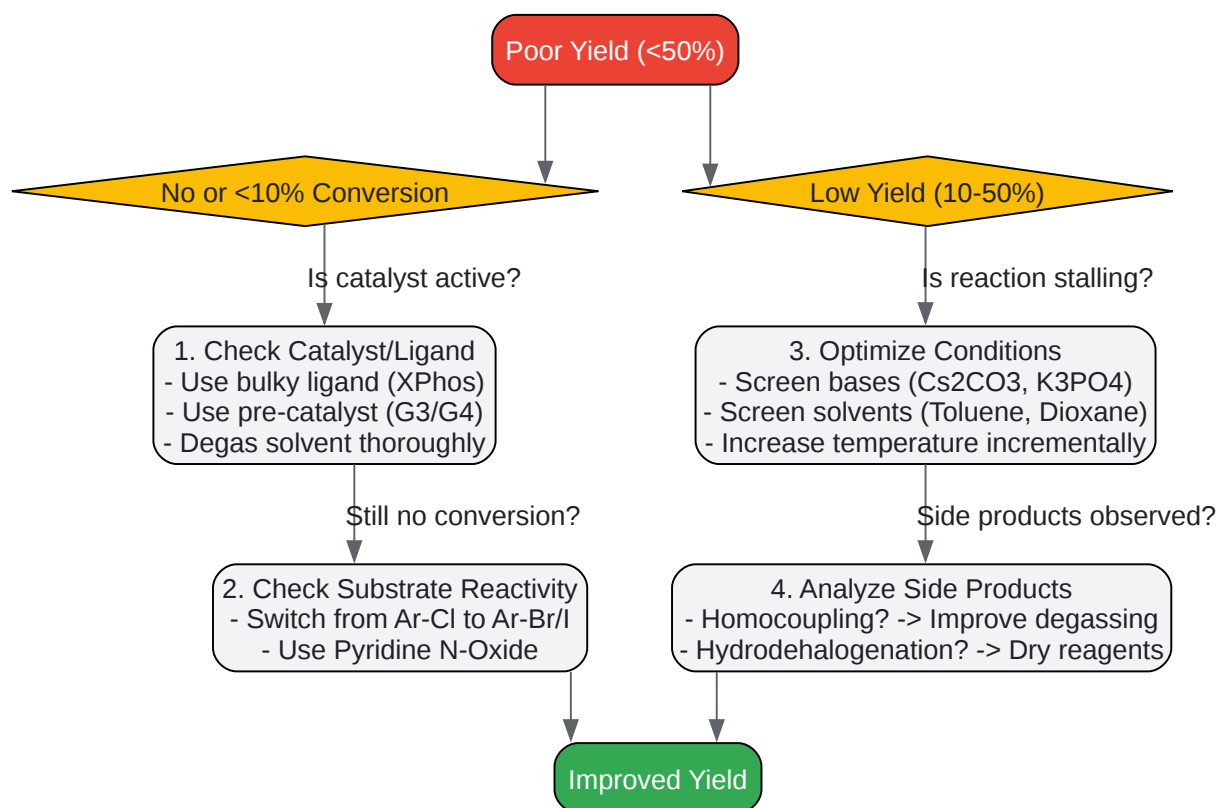 Poor Yield (<50%)
No or <10% Conversion
Low Yield (10-50%)
Is catalyst active?
Is reaction stalling?
1. Check Catalyst/Ligand
- Use bulky ligand (XPhos)
- Use pre-catalyst (G3/G4)
- Degas solvent thoroughly
3. Optimize Conditions
- Screen bases (Cs2CO3, K3PO4)
- Screen solvents (Toluene, Dioxane)
- Increase temperature incrementally
Still no conversion?
Side products observed?
2. Check Substrate Reactivity
- Switch from Ar-Cl to Ar-Br/I
- Use Pyridine N-Oxide
4. Analyze Side Products
- Homocoupling? -> Improve degassing
- Hydrodehalogenation? -> Dry reagents
Improved Yield